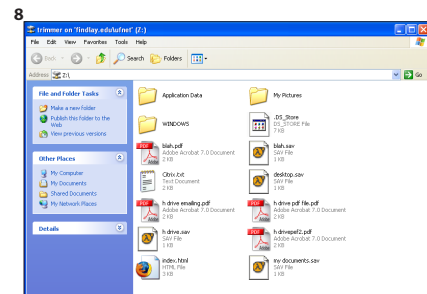 8
trimmer on 'findlay.edu\ufnet' (Z:)
File Edit View Favorites Tools Help
Back Search Folders
Address Z:\ Go
File and Folder Tasks
Make a new folder
Publish this folder to the Web
View previous versions
Other Places
My Computer
My Documents
Shared Documents
My Network Places
Details
Application Data
My Pictures
WINDOWS
.DS_Store
DS_STORE File
7 KB
blah.pdf
Adobe Acrobat 7.0 Document
2 KB
blah.sav
SAV File
1 KB
Citrix.txt
Text Document
2 KB
desktop.sav
SAV File
1 KB
h drive emailing.pdf
Adobe Acrobat 7.0 Document
2 KB
h drive pdf file.pdf
Adobe Acrobat 7.0 Document
2 KB
h drive.sav
SAV File
1 KB
h drivepef2.pdf
Adobe Acrobat 7.0 Document
2 KB
index.html
HTML File
3 KB
my documents.sav
SAV File
1 KB